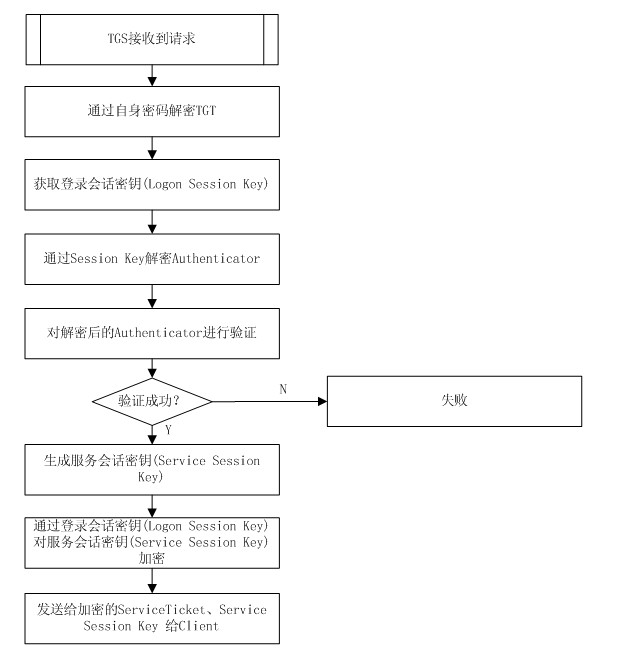 TGS接收到请求
通过自身密码解密TGT
获取登录会话密钥(Logon Session Key)
通过Session Key解密Authenticator
对解密后的Authenticator进行验证
验证成功?
N
失败
Y
生成服务会话密钥(Service Session
Key)
通过登录会话密钥(Logon Session Key)
对服务会话密钥(Service Session Key)
加密
发送给加密的ServiceTicket、Service
Session Key 给Client